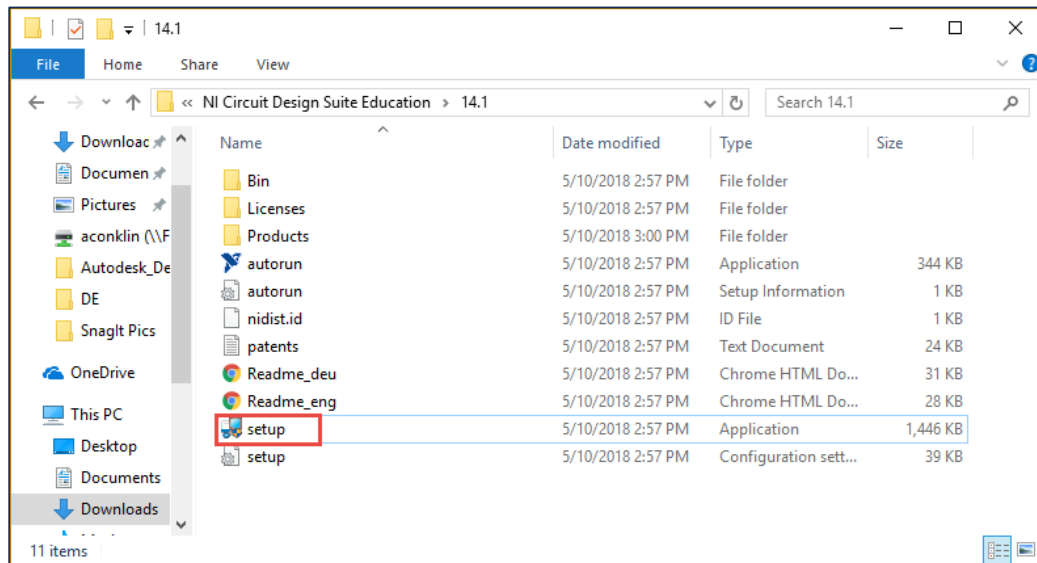 14.1
File Home Share View
« NI Circuit Design Suite Education › 14.1 Search 14.1
Name Date modified Type Size
Downloac
Documen
Pictures
aconklin (\\F
Autodesk_De
DE
SnagIt Pics
OneDrive
This PC
Desktop
Documents
Downloads
Bin 5/10/2018 2:57 PM File folder
Licenses 5/10/2018 2:57 PM File folder
Products 5/10/2018 3:00 PM File folder
autorun 5/10/2018 2:57 PM Application 344 KB
autorun 5/10/2018 2:57 PM Setup Information 1 KB
nidist.id 5/10/2018 2:57 PM ID File 1 KB
patents 5/10/2018 2:57 PM Text Document 24 KB
Readme_deu 5/10/2018 2:57 PM Chrome HTML Do... 31 KB
Readme_eng 5/10/2018 2:57 PM Chrome HTML Do... 28 KB
setup 5/10/2018 2:57 PM Application 1,446 KB
setup 5/10/2018 2:57 PM Configuration sett... 39 KB
11 items